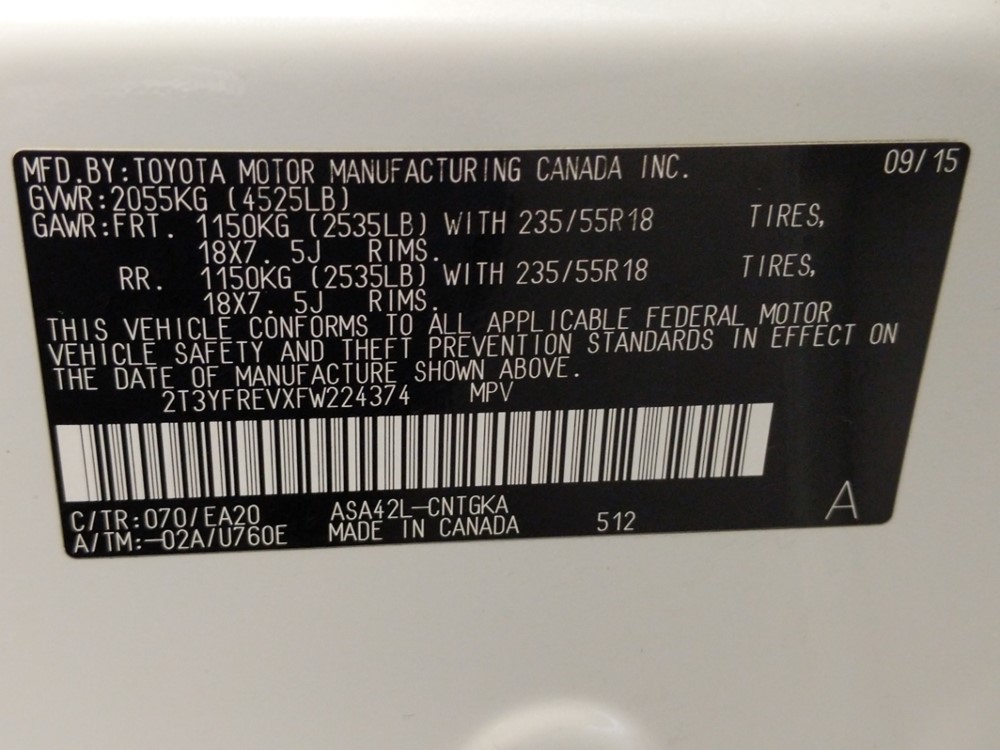 MFD.BY:TOYOTA MOTOR MANUFACTURING CANADA INC. 09/15
GVWR:2055KG (4525LB)
GAWR:FRT. 1150KG (2535LB) WITH 235/55R18 TIRES,
18X7. 5J RIMS.
RR. 1150KG (2535LB) WITH 235/55R18 TIRES,
18X7. 5J RIMS.
THIS VEHICLE CONFORMS TO ALL APPLICABLE FEDERAL MOTOR
VEHICLE SAFETY AND THEFT PREVENTION STANDARDS IN EFFECT ON
THE DATE OF MANUFACTURE SHOWN ABOVE.
2T3YFREVXFW224374 MPV
C/TR:070/EA20 ASA42L-CNTGKA
A/TM:-02A/U760E MADE IN CANADA 512 A